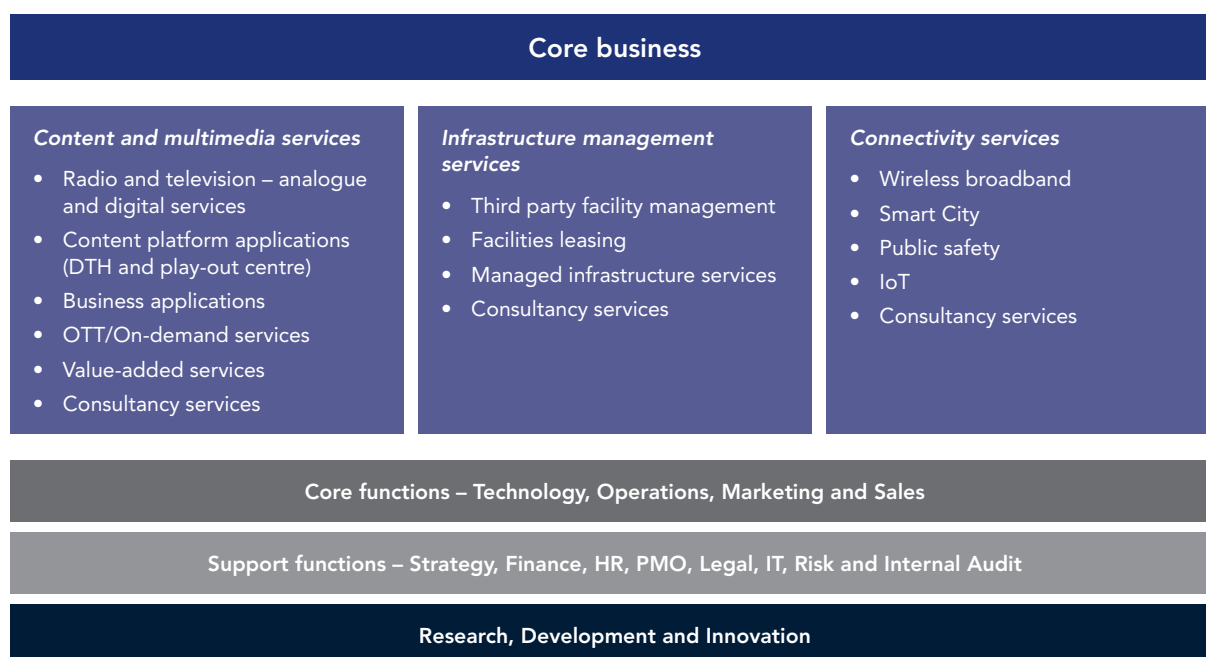 Core business
Content and multimedia services
• Radio and television – analogue
and digital services
• Content platform applications
(DTH and play-out centre)
• Business applications
• OTT/On-demand services
• Value-added services
• Consultancy services
Infrastructure management
services
• Third party facility management
• Facilities leasing
• Managed infrastructure services
• Consultancy services
Connectivity services
• Wireless broadband
• Smart City
• Public safety
• IoT
• Consultancy services
Core functions – Technology, Operations, Marketing and Sales
Support functions – Strategy, Finance, HR, PMO, Legal, IT, Risk and Internal Audit
Research, Development and Innovation